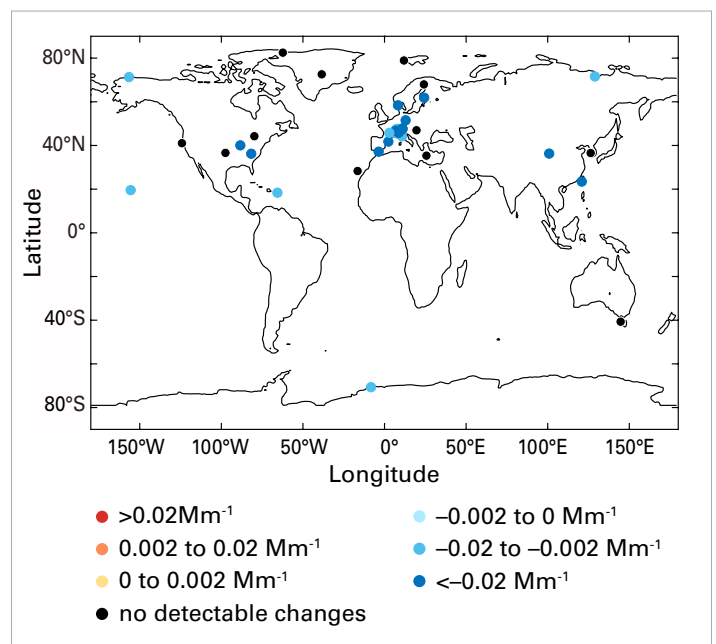 80°N
40°N
0°
40°S
80°S
Latitude
150°W 100°W 50°W 0° 50°E 100°E 150°E
Longitude
>0.02Mm⁻¹
0.002 to 0.02 Mm⁻¹
0 to 0.002 Mm⁻¹
no detectable changes
–0.002 to 0 Mm⁻¹
–0.02 to –0.002 Mm⁻¹
<–0.02 Mm⁻¹